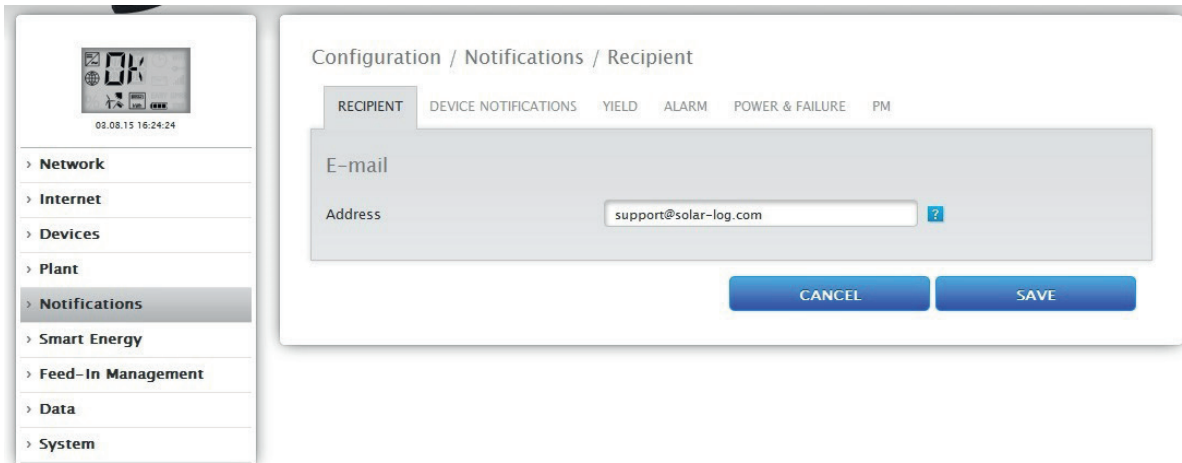 OK
03.08.15 16:24:24
› Network
› Internet
› Devices
› Plant
› Notifications
› Smart Energy
› Feed-In Management
› Data
› System
Configuration / Notifications / Recipient
RECIPIENT DEVICE NOTIFICATIONS YIELD ALARM POWER & FAILURE PM
E-mail
Address support@solar-log.com ?
CANCEL SAVE